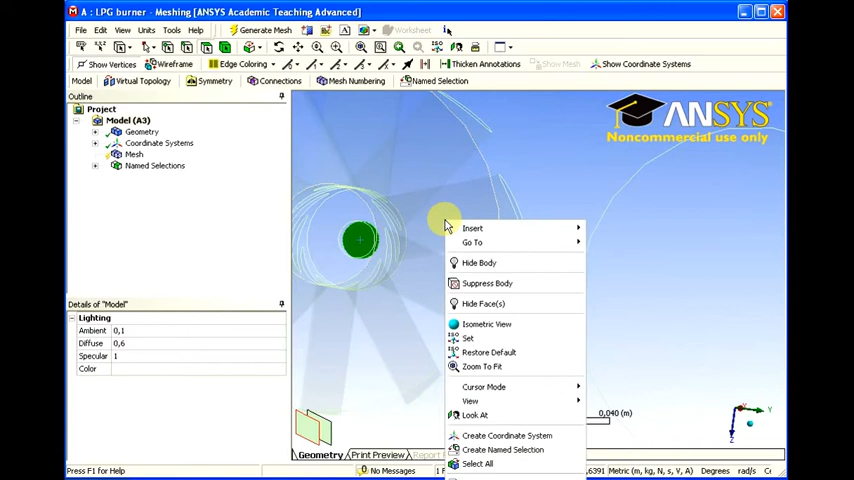 A : LPG burner - Meshing [ANSYS Academic Teaching Advanced]
File Edit View Units Tools Help Generate Mesh Worksheet
Show Vertices Wireframe Edge Coloring Thicken Annotations Show Mesh Show Coordinate Systems
Model Virtual Topology Symmetry Connections Mesh Numbering Named Selection
Outline
Project
Model (A3)
Geometry
Coordinate Systems
Mesh
Named Selections
Details of "Model"
Lighting
Ambient 0,1
Diffuse 0,6
Specular 1
Color
ANSYS
Noncommercial use only
Insert
Go To
Hide Body
Suppress Body
Hide Face(s)
Isometric View
Set
Restore Default
Zoom To Fit
Cursor Mode
View
Look At
Create Coordinate System
Create Named Selection
Select All
0,040 (m)
Y
Z
Geometry Print Preview Report
Press F1 for Help No Messages Metric (m, kg, N, s, V, A) Degrees rad/s